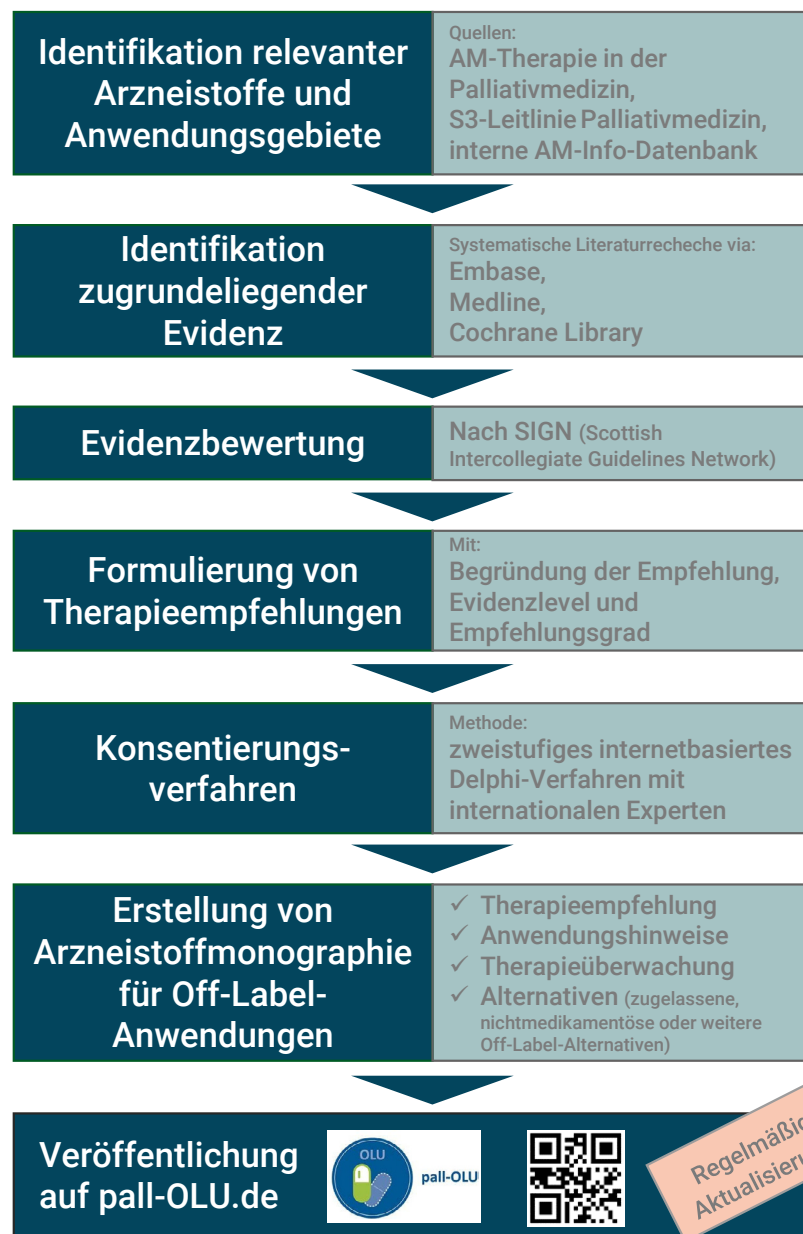 Identifikation relevanter
Arzneistoffe und
Anwendungsgebiete
Quellen:
AM-Therapie in der
Palliativmedizin,
S3-Leitlinie Palliativmedizin,
interne AM-Info-Datenbank
Identifikation
zugrundeliegender
Evidenz
Systematische Literaturrecheche via:
Embase,
Medline,
Cochrane Library
Evidenzbewertung
Nach SIGN (Scottish
Intercollegiate Guidelines Network)
Formulierung von
Therapieempfehlungen
Mit:
Begründung der Empfehlung,
Evidenzlevel und
Empfehlungsgrad
Konsentierungs-
verfahren
Methode:
zweistufiges internetbasiertes
Delphi-Verfahren mit
internationalen Experten
Erstellung von
Arzneistoffmonographie
für Off-Label-
Anwendungen
✓ Therapieempfehlung
✓ Anwendungshinweise
✓ Therapieüberwachung
✓ Alternativen (zugelassene,
nichtmedikamentöse oder weitere
Off-Label-Alternativen)
Veröffentlichung
auf pall-OLU.de
OLU
pall-OLU